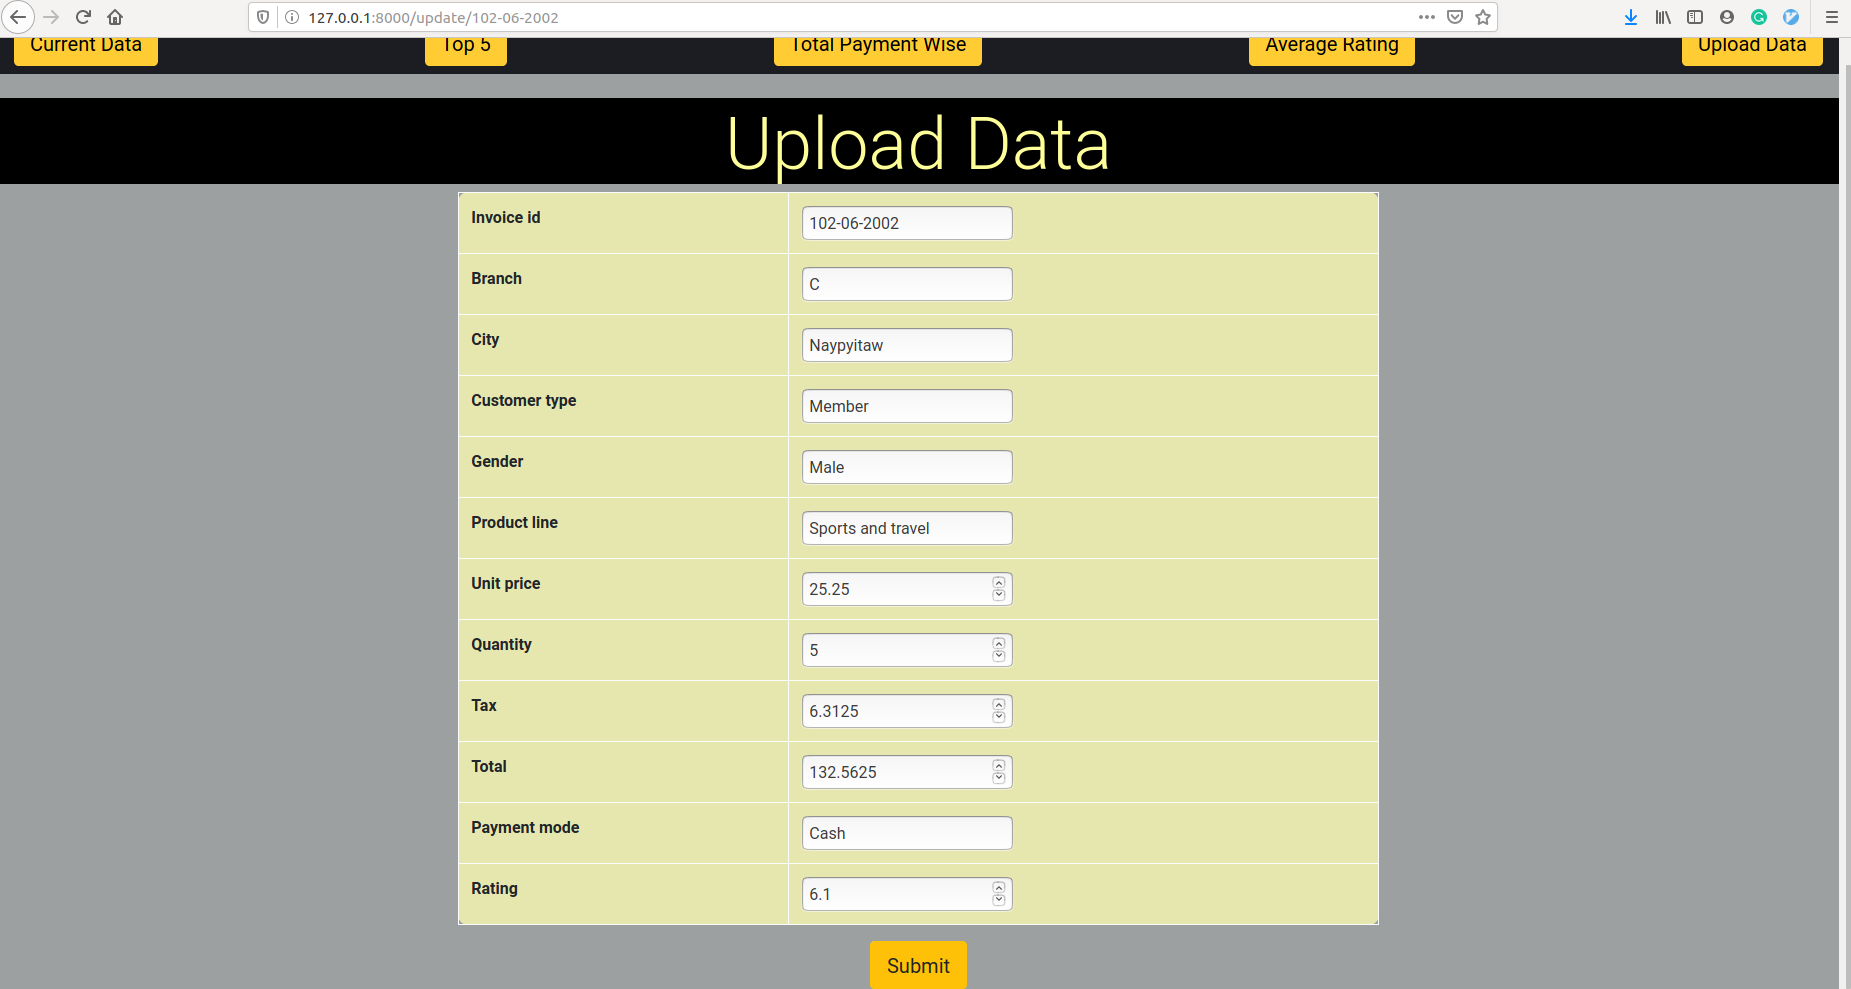 127.0.0.1:8000/update/102-06-2002
Current Data
Top 5
Total Payment Wise
Average Rating
Upload Data
Upload Data
Invoice id
102-06-2002
Branch
C
City
Naypyitaw
Customer type
Member
Gender
Male
Product line
Sports and travel
Unit price
25.25
Quantity
5
Tax
6.3125
Total
132.5625
Payment mode
Cash
Rating
6.1
Submit